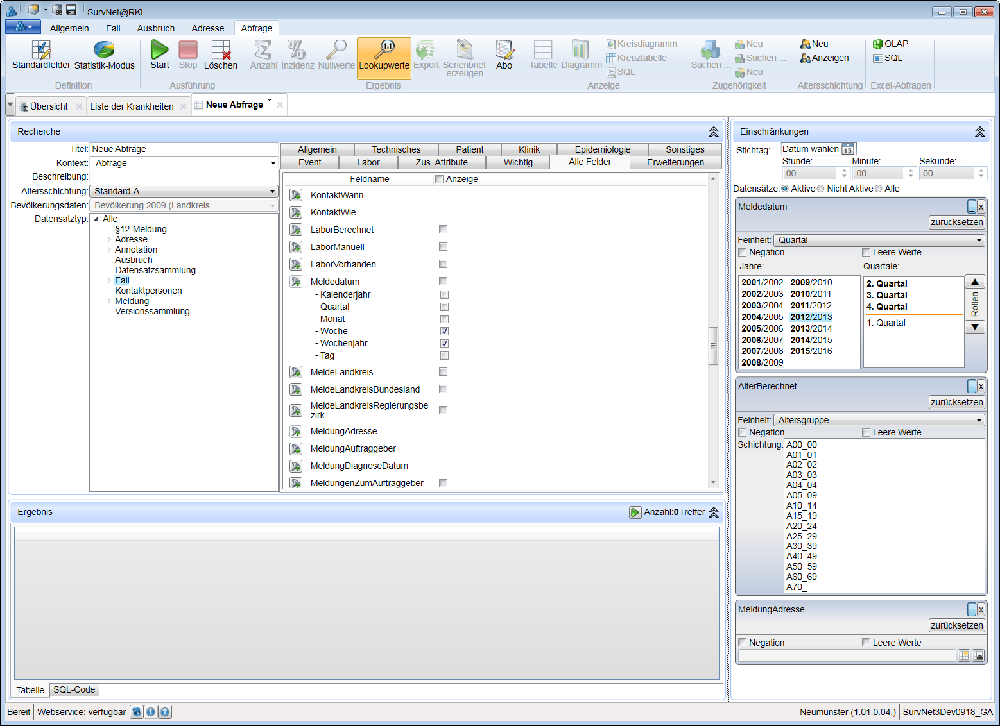 SurvNet@RKI
Allgemein Fall Ausbruch Adresse Abfrage
Standardfelder Statistik-Modus Start Stop Löschen Anzahl Inzidenz Nullwerte Lookupwerte Export Serienbrief erzeugen Abo Tabelle Diagramm Kreisdiagramm Kreuztabelle SQL Suchen ... Neu Suchen ... Neu Neu Anzeigen OLAP SQL
Definition Ausführung Ergebnis Anzeige Zugehörigkeit Altersschichtung Excel-Abfragen
Übersicht Liste der Krankheiten Neue Abfrage *
Recherche
Titel: Neue Abfrage
Kontext: Abfrage
Beschreibung:
Altersschichtung: Standard-A
Bevölkerungsdaten: Bevölkerung 2009 (Landkreis...
Datensatztyp: Alle
§12-Meldung
Adresse
Annotation
Ausbruch
Datensatzsammlung
Fall
Kontaktpersonen
Meldung
Versionssammlung
Allgemein Technisches Patient Klinik Epidemiologie Sonstiges
Event Labor Zus. Attribute Wichtig Alle Felder Erweiterungen
Feldname Anzeige
KontaktWann
KontaktWie
LaborBerechnet
LaborManuell
LaborVorhanden
Meldedatum
Kalenderjahr
Quartal
Monat
Woche
Wochenjahr
Tag
MeldeLandkreis
MeldeLandkreisBundesland
MeldeLandkreisRegierungsbe
zirk
MeldungAdresse
MeldungAuftraggeber
MeldungDiagnoseDatum
MeldungenZumAuftraggeber
Ergebnis Anzahl:0 Treffer
Tabelle SQL-Code
Einschränkungen
Stichtag: Datum wählen 15
Stunde: Minute: Sekunde:
00 00 00
Datensätze: Aktive Nicht Aktive Alle
Meldedatum _ x
zurücksetzen
Feinheit: Quartal
Negation Leere Werte
Jahre: Quartale:
2001/2002 2009/2010
2002/2003 2010/2011
2003/2004 2011/2012
2004/2005 2012/2013
2005/2006 2013/2014
2006/2007 2014/2015
2007/2008 2015/2016
2008/2009
2. Quartal
3. Quartal
4. Quartal
1. Quartal
Rollen
AlterBerechnet _ x
zurücksetzen
Feinheit: Altersgruppe
Negation Leere Werte
Schichtung: A00_00
A01_01
A02_02
A03_03
A04_04
A05_09
A10_14
A15_19
A20_24
A25_29
A30_39
A40_49
A50_59
A60_69
A70_
MeldungAdresse _ x
zurücksetzen
Negation Leere Werte
Bereit Webservice: verfügbar Neumünster (1.01.0.04.) SurvNet3Dev0918_GA